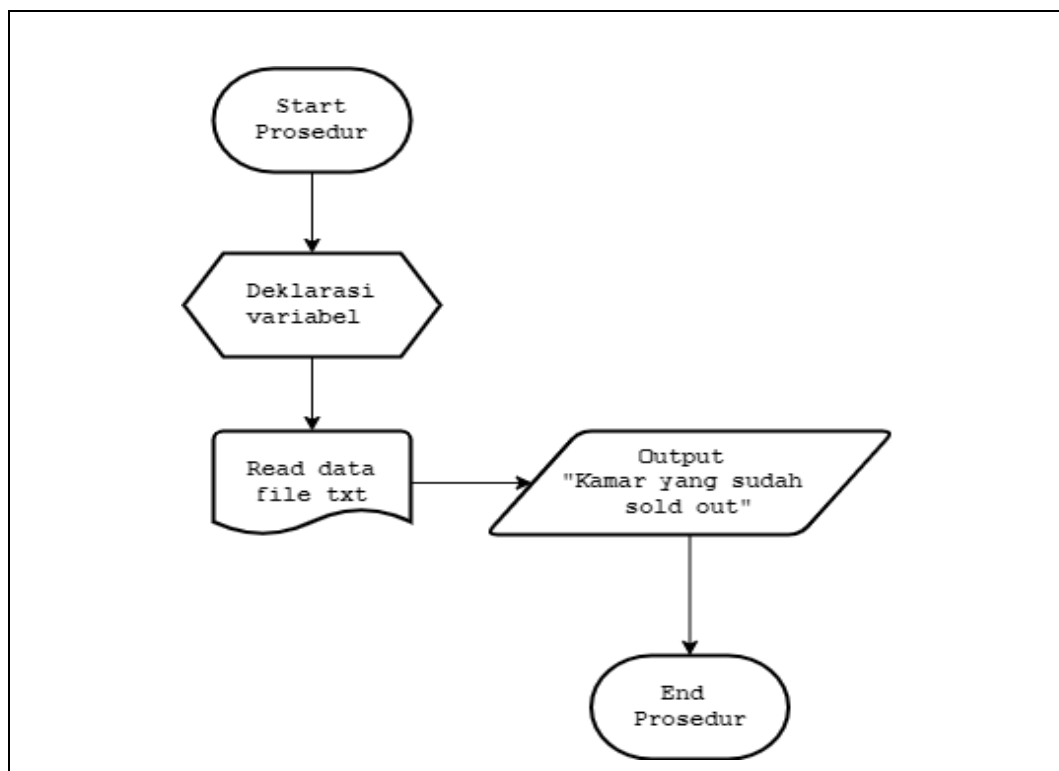 Start
Prosedur
Deklarasi
variabel
Read data
file txt
Output
"Kamar yang sudah
sold out"
End
Prosedur